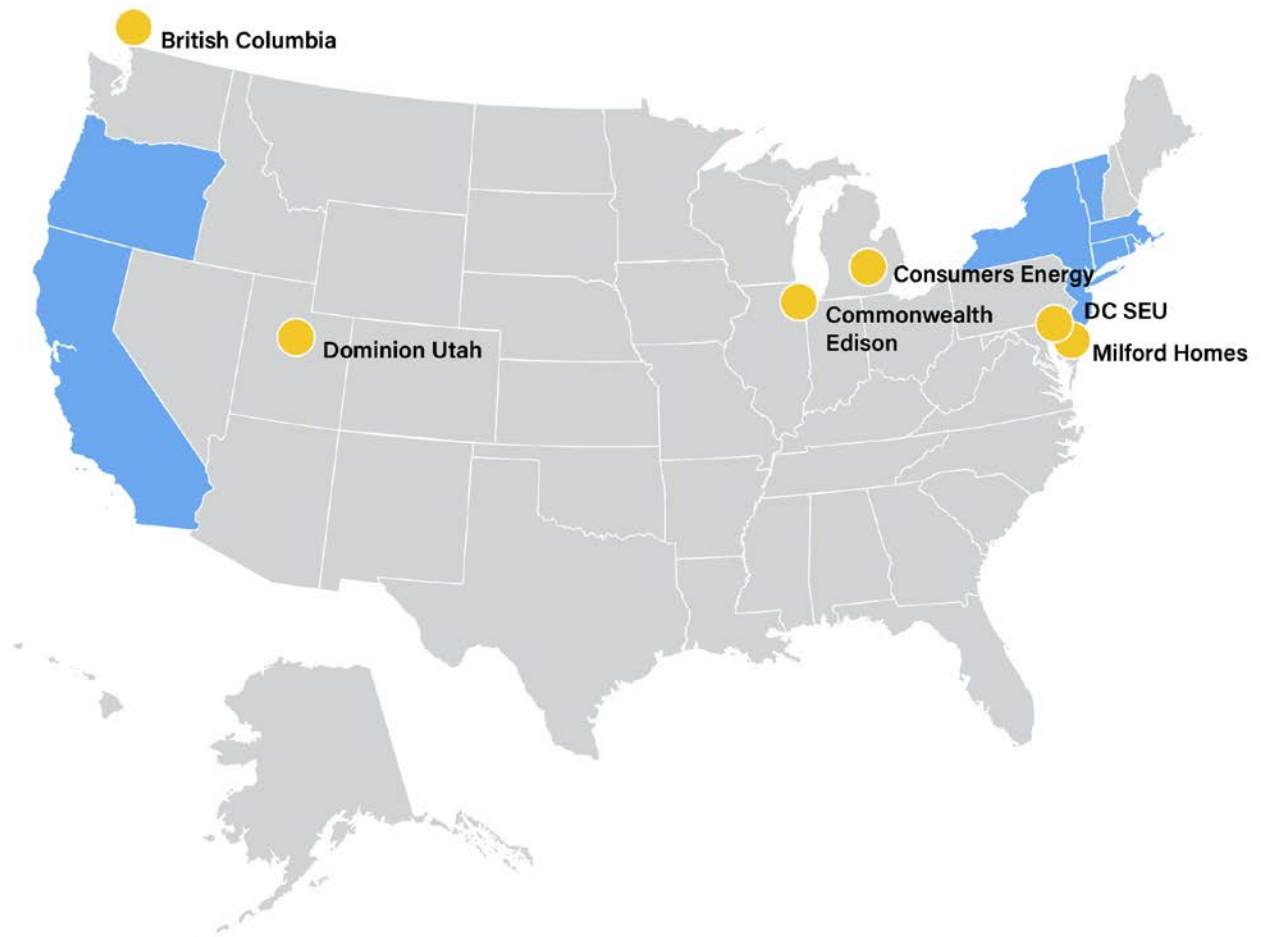 British Columbia
Consumers Energy
Commonwealth
Edison
DC SEU
Dominion Utah
Milford Homes